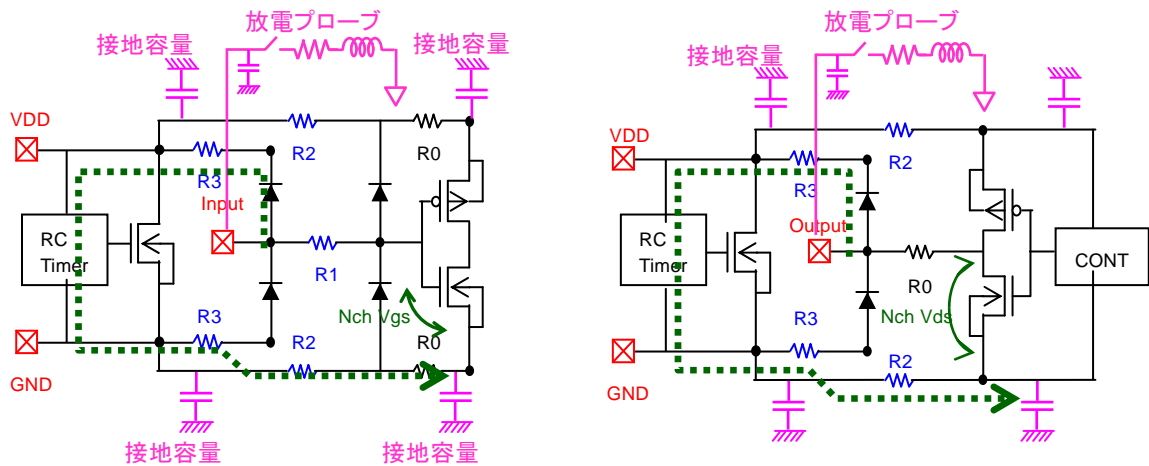 放電プローブ
接地容量
接地容量
VDD
R2
R0
R3
Input
RC
Timer
R1
Nch Vgs
R3
R2
R0
GND
接地容量
接地容量
放電プローブ
接地容量
VDD
R2
R3
Output
RC
Timer
R0
CONT
Nch Vds
R3
R2
GND